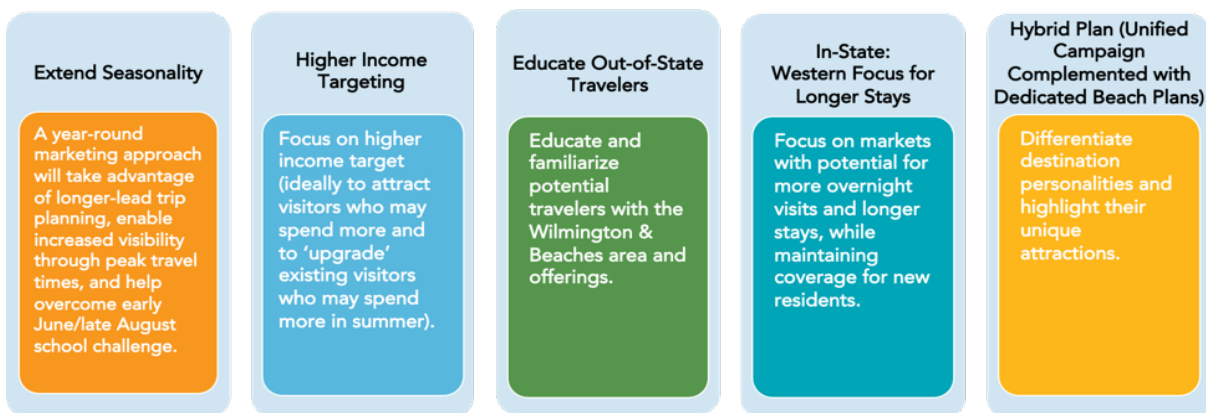 Extend Seasonality
A year-round
marketing approach
will take advantage
of longer-lead trip
planning, enable
increased visibility
through peak travel
times, and help
overcome early
June/late August
school challenge.
Higher Income
Targeting
Focus on higher
income target
(ideally to attract
visitors who may
spend more and
to ‘upgrade’
existing visitors
who may spend
more in summer).
Educate Out-of-State
Travelers
Educate and
familiarize
potential
travelers with the
Wilmington &
Beaches area and
offerings.
In-State:
Western Focus for
Longer Stays
Focus on markets
with potential for
more overnight
visits and longer
stays, while
maintaining
coverage for new
residents.
Hybrid Plan (Unified
Campaign
Complemented with
Dedicated Beach Plans)
Differentiate
destination
personalities and
highlight their
unique
attractions.